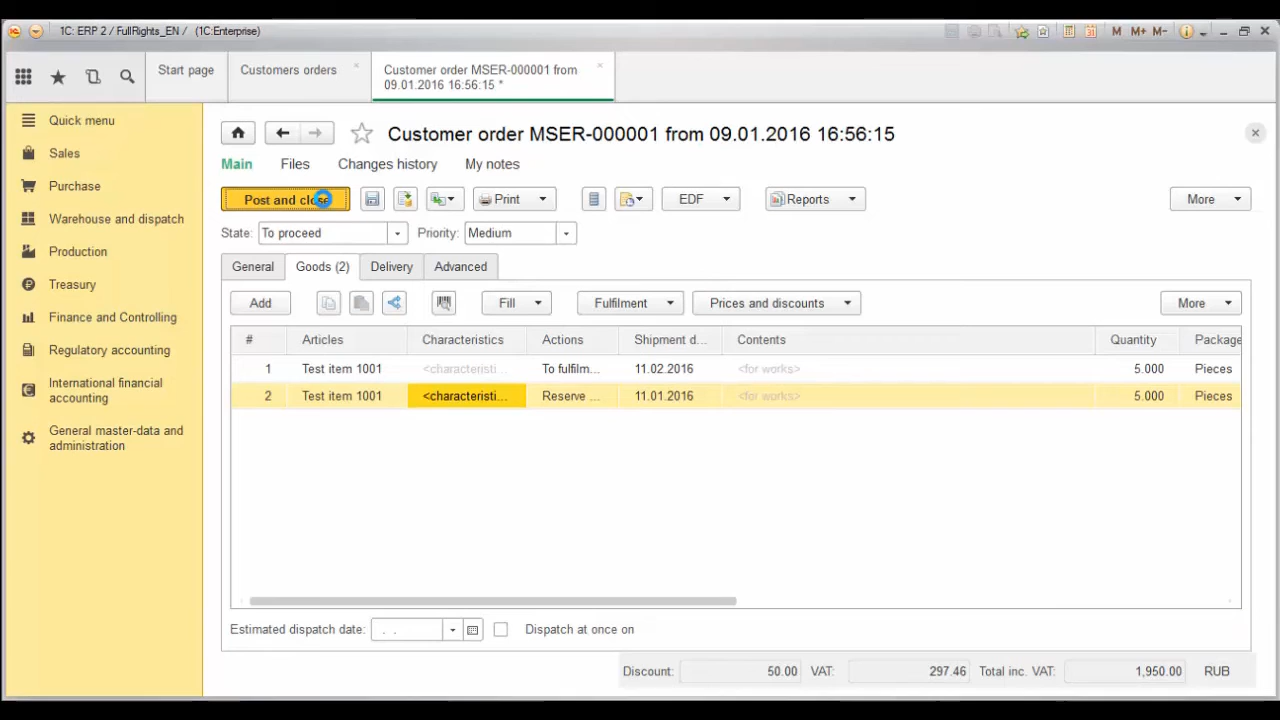 1C: ERP 2 / FullRights_EN / (1C:Enterprise)
M M+ M-
Start page
Customers orders
Customer order MSER-000001 from
09.01.2016 16:56:15 *
Quick menu
Sales
Purchase
Warehouse and dispatch
Production
Treasury
Finance and Controlling
Regulatory accounting
International financial
accounting
General master-data and
administration
Customer order MSER-000001 from 09.01.2016 16:56:15
Main Files Changes history My notes
Post and close Print EDF Reports More
State: To proceed Priority: Medium
General Goods (2) Delivery Advanced
Add Fill Fulfilment Prices and discounts More
# Articles Characteristics Actions Shipment d... Contents Quantity Package
1 Test item 1001 <characteristi... To fulfilm... 11.02.2016 <for works> 5.000 Pieces
2 Test item 1001 <characteristi... Reserve ... 11.01.2016 <for works> 5.000 Pieces
Estimated dispatch date: . . Dispatch at once on
Discount: 50.00 VAT: 297.46 Total inc. VAT: 1,950.00 RUB